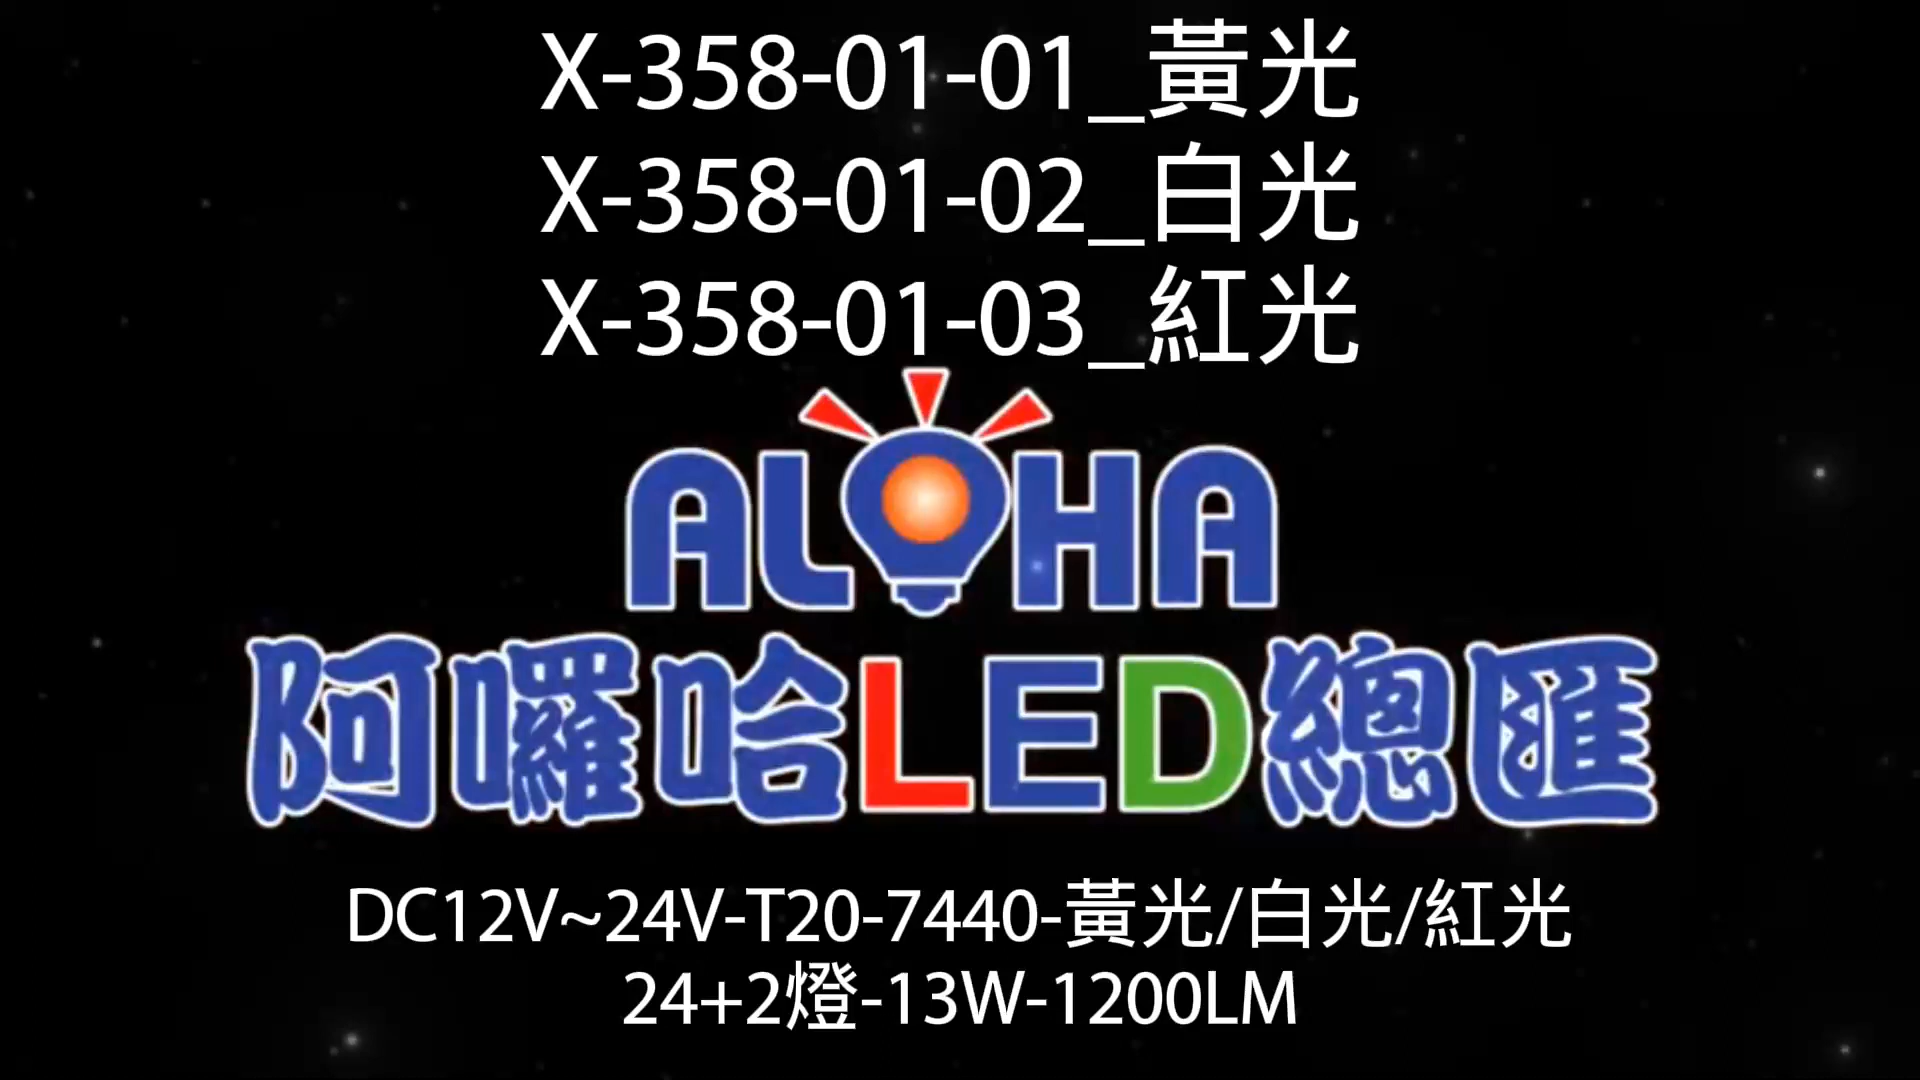 X-358-01-01_黃光
X-358-01-02_白光
X-358-01-03_紅光
ALOHA
阿囉哈LED總匯
DC12V~24V-T20-7440-黃光/白光/紅光
24+2燈-13W-1200LM